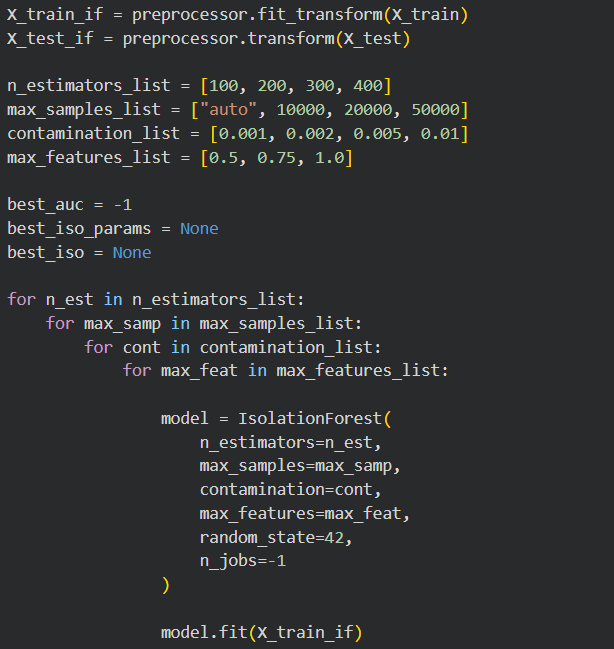 X_train_if = preprocessor.fit_transform(X_train)
X_test_if = preprocessor.transform(X_test)

n_estimators_list = [100, 200, 300, 400]
max_samples_list = ["auto", 10000, 20000, 50000]
contamination_list = [0.001, 0.002, 0.005, 0.01]
max_features_list = [0.5, 0.75, 1.0]

best_auc = -1
best_iso_params = None
best_iso = None

for n_est in n_estimators_list:
    for max_samp in max_samples_list:
        for cont in contamination_list:
            for max_feat in max_features_list:

                model = IsolationForest(
                    n_estimators=n_est,
                    max_samples=max_samp,
                    contamination=cont,
                    max_features=max_feat,
                    random_state=42,
                    n_jobs=-1
                )

                model.fit(X_train_if)